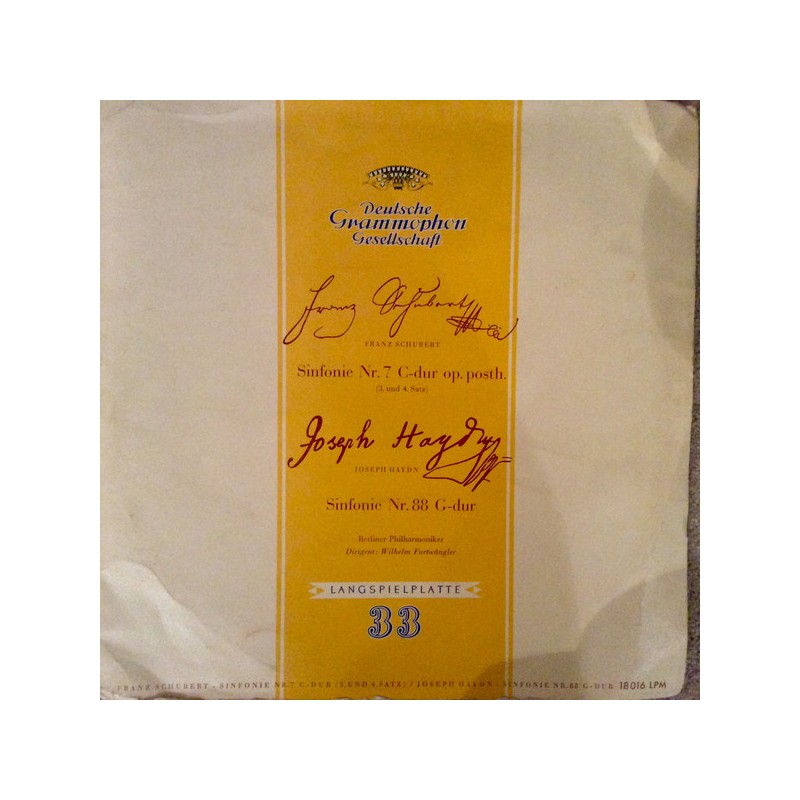 Deutsche
Grammophon
Gesellschaft
Franz Schubert
FRANZ SCHUBERT
Sinfonie Nr. 7 C-dur op. posth.
(3. und 4. Satz)
Joseph Haydn
JOSEPH HAYDN
Sinfonie Nr. 88 G-dur
Berliner Philharmoniker
Dirigent: Wilhelm Furtwängler
LANGSPIELPLATTE
33
FRANZ SCHUBERT - SINFONIE NR. 7 C-DUR (3. UND 4. SATZ) / JOSEPH HAYDN - SINFONIE NR. 88 G-DUR 18016 LPM